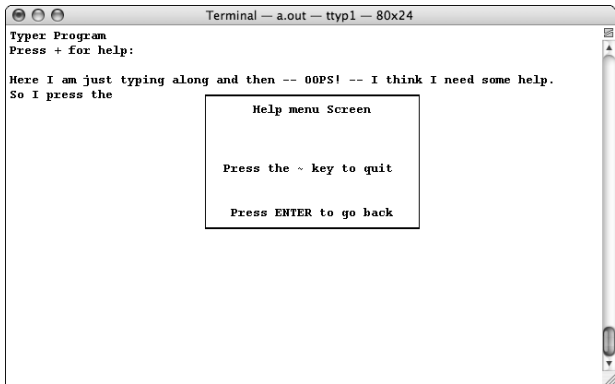 Terminal — a.out — ttyp1 — 80x24
Typer Program
Press + for help:
Here I am just typing along and then -- OOPS! -- I think I need some help.
So I press the
Help menu Screen
Press the ~ key to quit
Press ENTER to go back